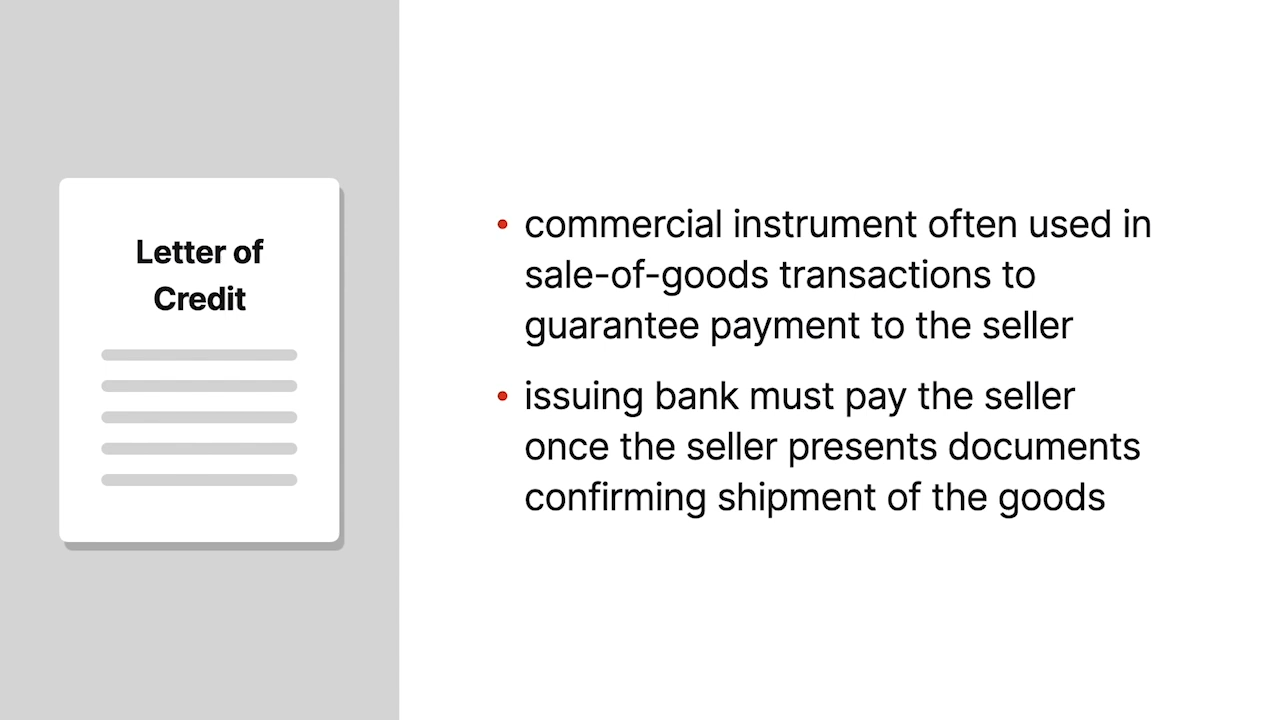 Letter of
Credit
• commercial instrument often used in
sale-of-goods transactions to
guarantee payment to the seller
• issuing bank must pay the seller
once the seller presents documents
confirming shipment of the goods